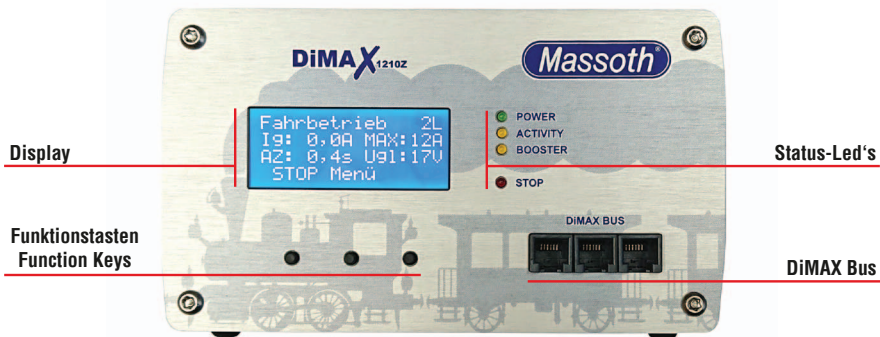 DiMAX 1210Z
Massoth®
Fahrbetrieb 2L
Ig: 0,0A MAX:12A
AZ: 0,4s Ugl:17V
STOP Menü
POWER
ACTIVITY
BOOSTER
STOP
Display
Status-Led‘s
DiMAX BUS
Funktionstasten
Function Keys
DiMAX Bus